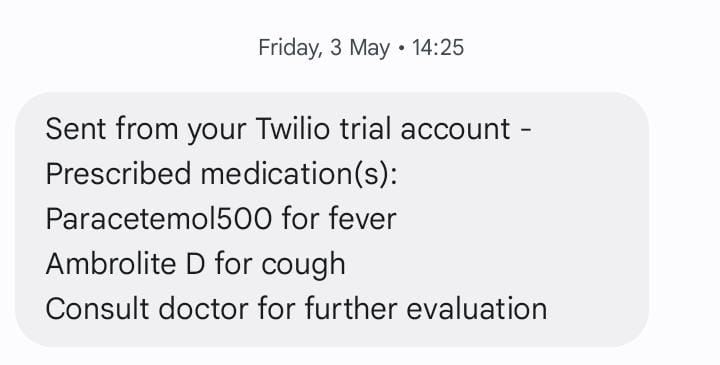 Friday, 3 May • 14:25
Sent from your Twilio trial account -
Prescribed medication(s):
Paracetemol500 for fever
Ambrolite D for cough
Consult doctor for further evaluation